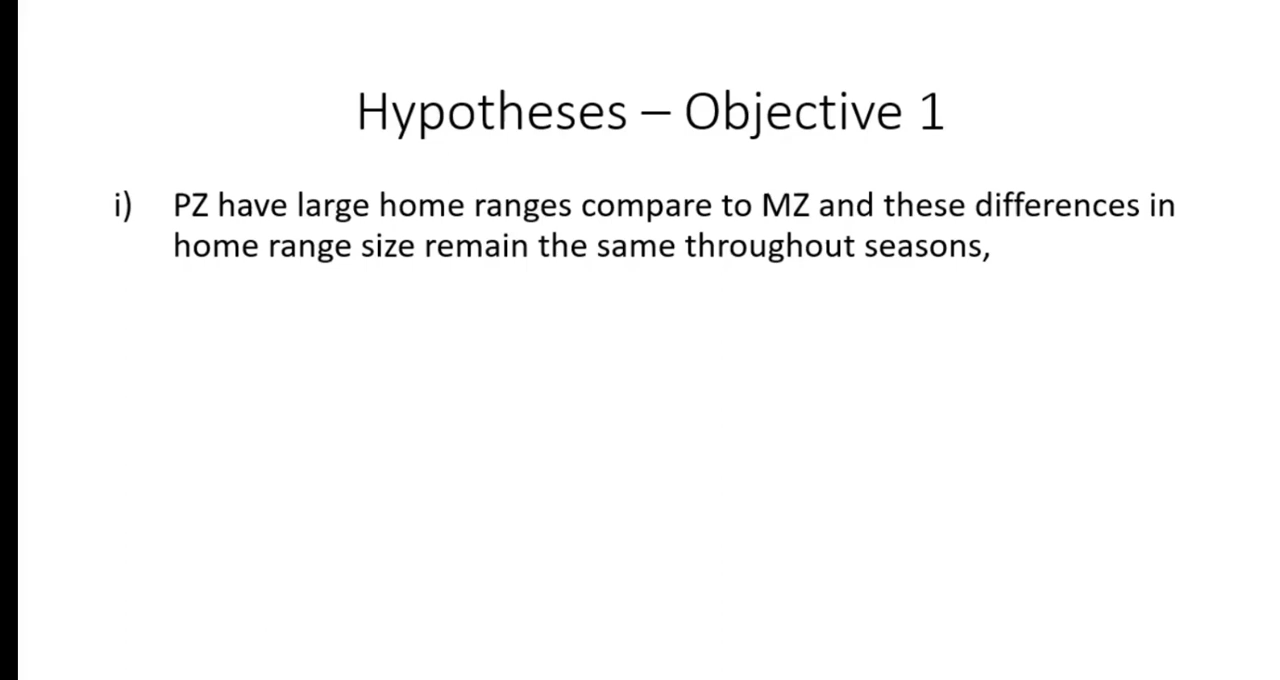 Hypotheses – Objective 1
i) PZ have large home ranges compare to MZ and these differences in
home range size remain the same throughout seasons,